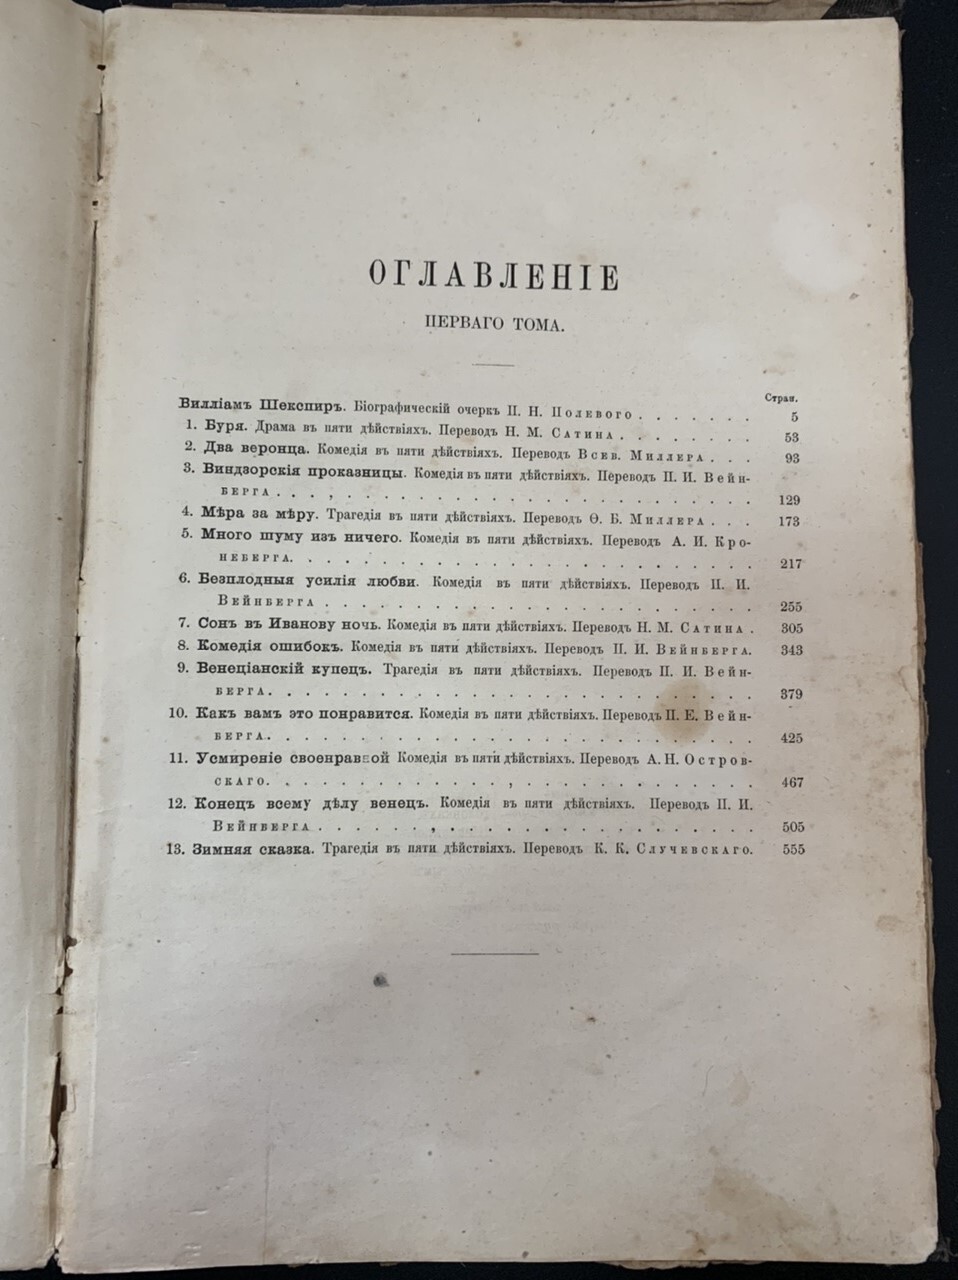 ОГЛАВЛЕНІЕ
ПЕРВАГО ТОМА.
Стран.
Вилліамъ Шекспиръ. Біографическій очеркъ П. Н. Полевого . . . . . . . 5
1. Буря. Драма въ пяти дѣйствіяхъ. Переводъ Н. М. Сатина . . . . . . . 53
2. Два веронца. Комедія въ пяти дѣйствіяхъ. Переводъ Всев. Миллера . . . 93
3. Виндзорскія проказницы. Комедія въ пяти дѣйствіяхъ. Переводъ П. И. Вейн-
берга . . . . . . . . . . . . . . . . . . . . . . . . . . 129
4. Мѣра за мѣру. Трагедія въ пяти дѣйствіяхъ. Переводъ Ѳ. Б. Миллера . . . 173
5. Много шуму изъ ничего. Комедія въ пяти дѣйствіяхъ. Переводъ А. И. Кро-
неберга. . . . . . . . . . . . . . . . . . . . . . . . . . 217
6. Безплодныя усилія любви. Комедія въ пяти дѣйствіяхъ. Переводъ П. И.
Вейнберга . . . . . . . . . . . . . . . . . . . . . . . . 255
7. Сонъ въ Иванову ночь. Комедія въ пяти дѣйствіяхъ. Переводъ Н. М. Сатина . 305
8. Комедія ошибокъ. Комедія въ пяти дѣйствіяхъ. Переводъ П. И. Вейнберга. 343
9. Венеціанскій купецъ. Трагедія въ пяти дѣйствіяхъ. Переводъ П. И. Вейн-
берга. . . . . . . . . . . . . . . . . . . . . . . . . . . 379
10. Какъ вамъ это понравится. Комедія въ пяти дѣйствіяхъ. Переводъ П. Е. Вейн-
берга. . . . . . . . . . . . . . . . . . . . . . . . . . . 425
11. Усмиреніе своенравной Комедія въ пяти дѣйствіяхъ. Переводъ А. Н. Остров-
скаго. . . . . . . . . . . . . . . . . . . . . . . . . . . 467
12. Конецъ всему дѣлу венецъ. Комедія въ пяти дѣйствіяхъ. Переводъ П. И.
Вейнберга . . . . . . . . . . . . . . . . . . . . . . . . 505
13. Зимняя сказка. Трагедія въ пяти дѣйствіяхъ. Переводъ К. К. Случевскаго. 555